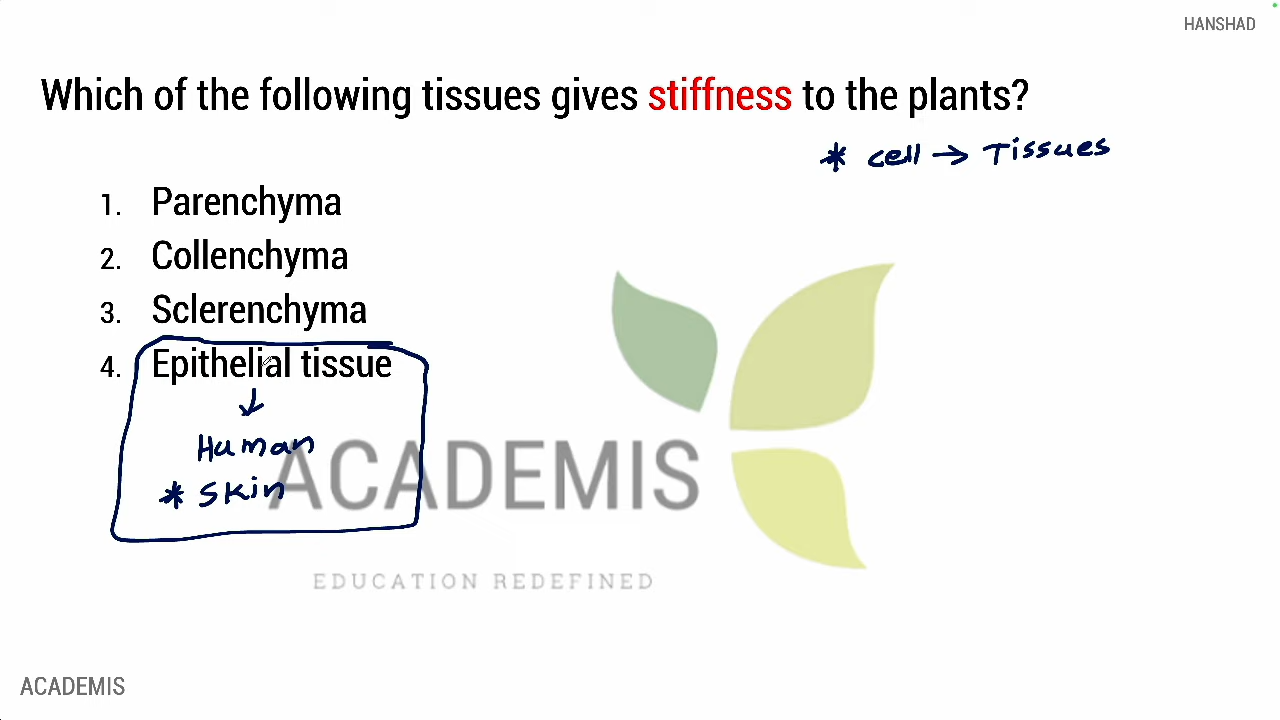 HANSHAD
Which of the following tissues gives stiffness to the plants?
* cell → Tissues
1. Parenchyma
2. Collenchyma
3. Sclerenchyma
4. Epithelial tissue
↓
Human
* Skin
ACADEMIS
EDUCATION REDEFINED
ACADEMIS